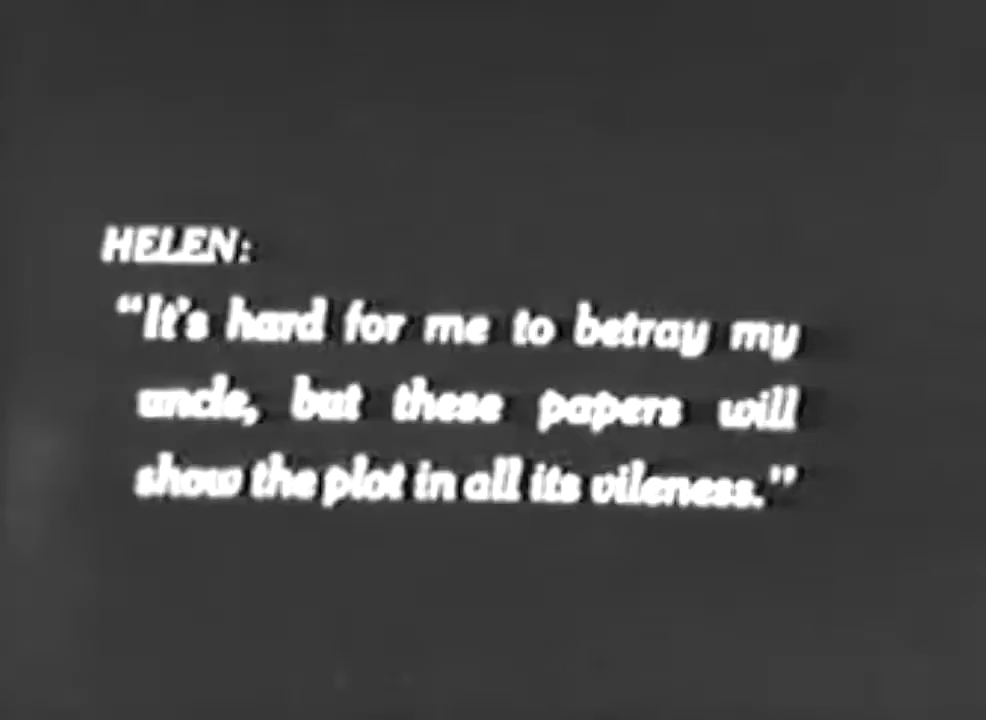 HELEN:
“It's hard for me to betray my
uncle, but these papers will
show the plot in all its vileness.”